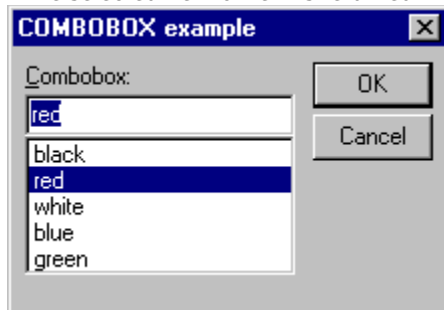 COMBOBOX example
Combobox:
OK
red
Cancel
black
red
white
blue
green